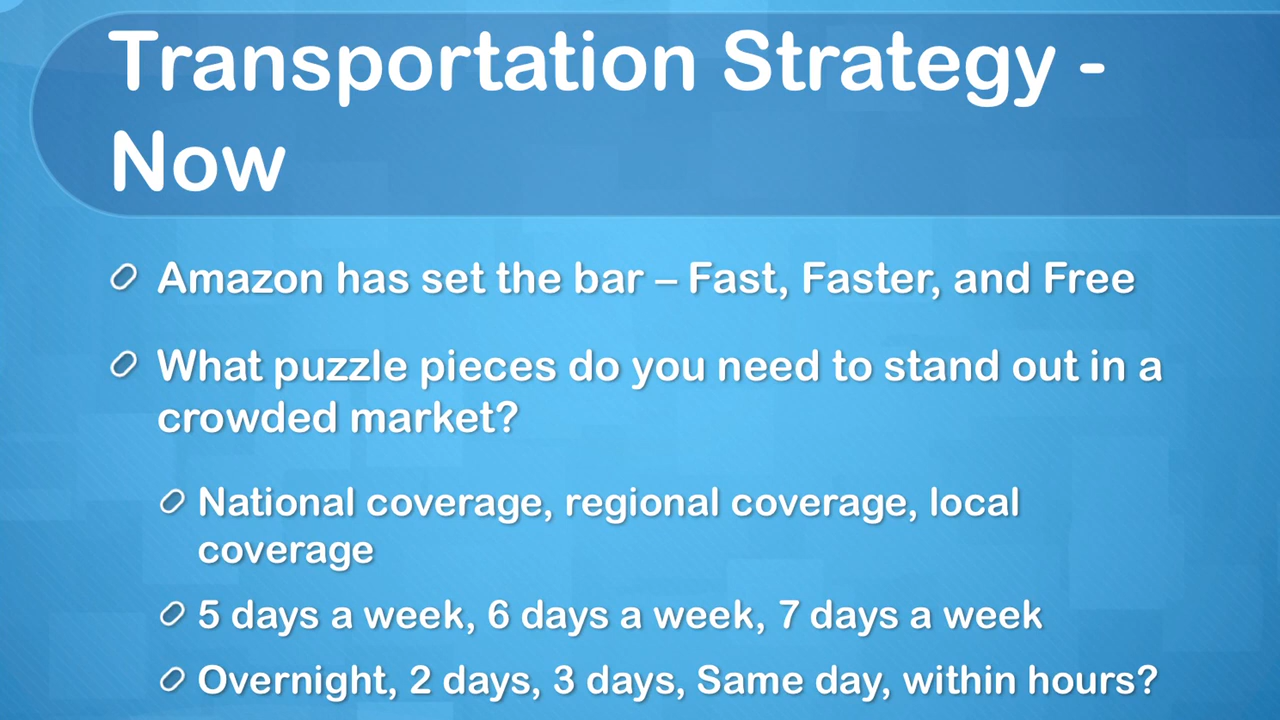 Transportation Strategy -
Now
Amazon has set the bar – Fast, Faster, and Free
What puzzle pieces do you need to stand out in a
crowded market?
National coverage, regional coverage, local
coverage
5 days a week, 6 days a week, 7 days a week
Overnight, 2 days, 3 days, Same day, within hours?